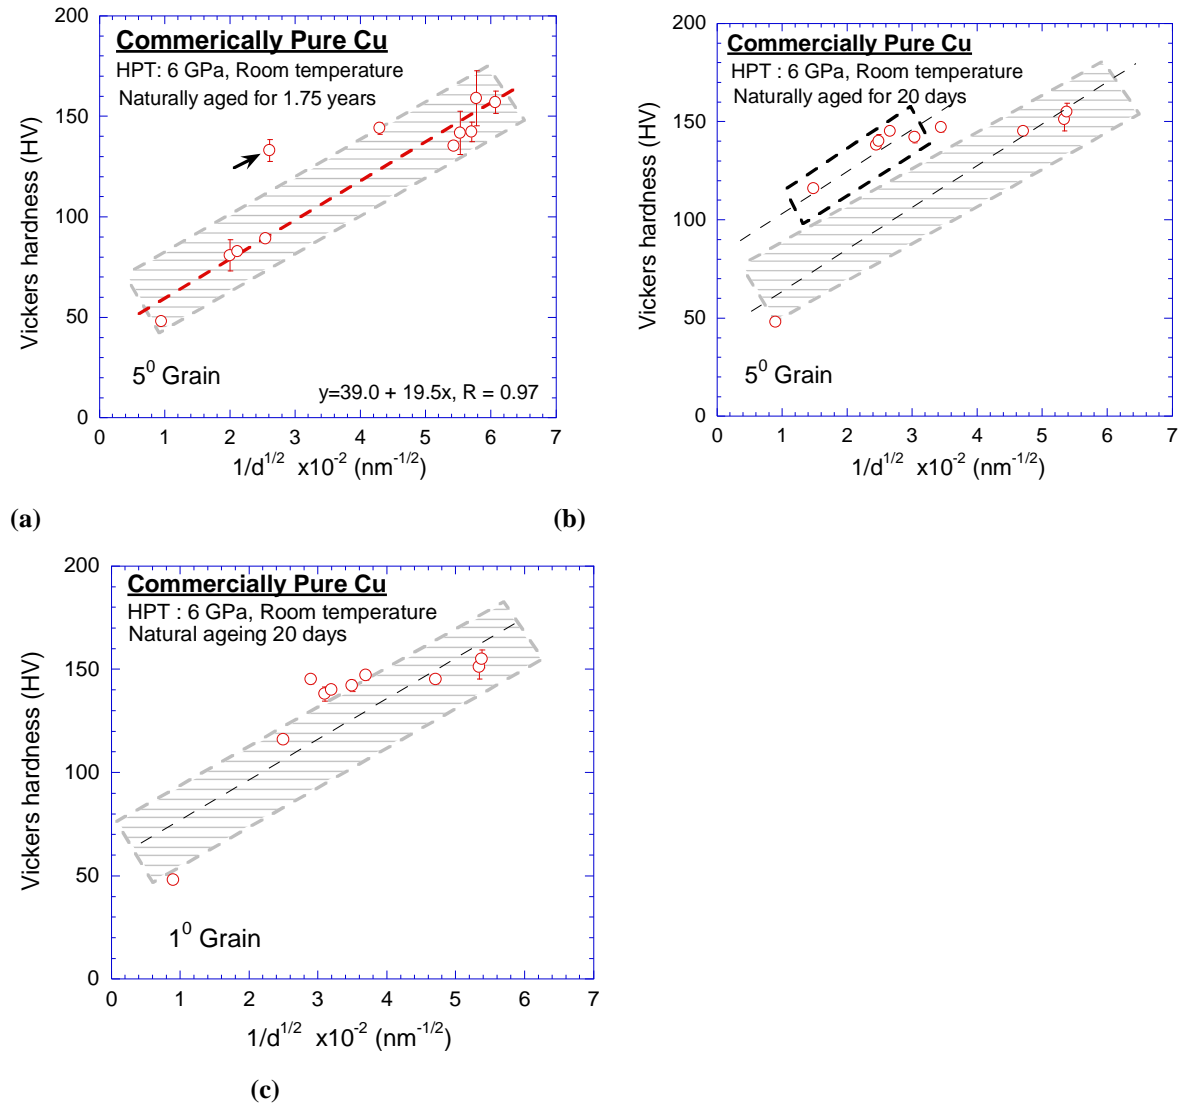 200
150
100
50
0
Vickers hardness (HV)
Commerically Pure Cu
HPT: 6 GPa, Room temperature
Naturally aged for 1.75 years
5⁰ Grain
y=39.0 + 19.5x, R = 0.97
0 1 2 3 4 5 6 7
1/d^1/2 x10^-2 (nm^-1/2)
(a)
200
150
100
50
0
Vickers hardness (HV)
Commercially Pure Cu
HPT : 6 GPa, Room temperature
Naturally aged for 20 days
5⁰ Grain
0 1 2 3 4 5 6 7
1/d^1/2 x10^-2 (nm^-1/2)
(b)
200
150
100
50
0
Vickers hardness (HV)
Commercially Pure Cu
HPT : 6 GPa, Room temperature
Natural ageing 20 days
1⁰ Grain
0 1 2 3 4 5 6 7
1/d^1/2 x10^-2 (nm^-1/2)
(c)